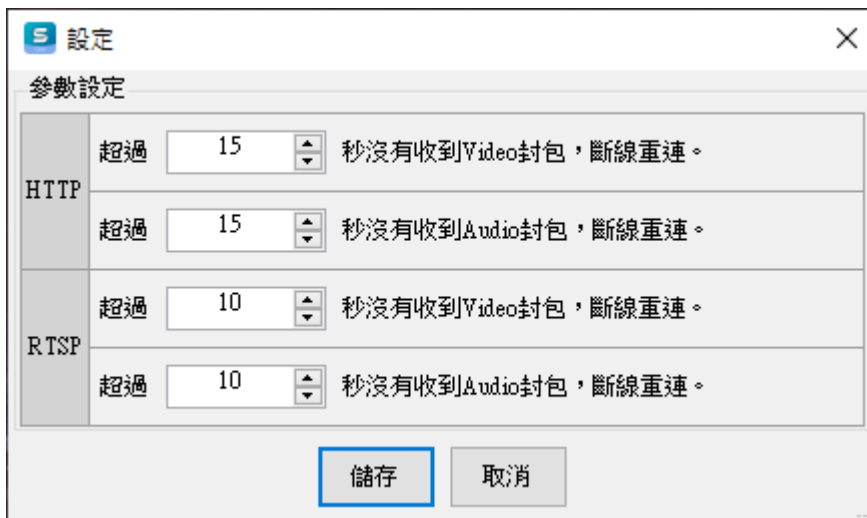 設定
參數設定
HTTP
超過 15 秒沒有收到Video封包，斷線重連。
超過 15 秒沒有收到Audio封包，斷線重連。
RTSP
超過 10 秒沒有收到Video封包，斷線重連。
超過 10 秒沒有收到Audio封包，斷線重連。
儲存 取消